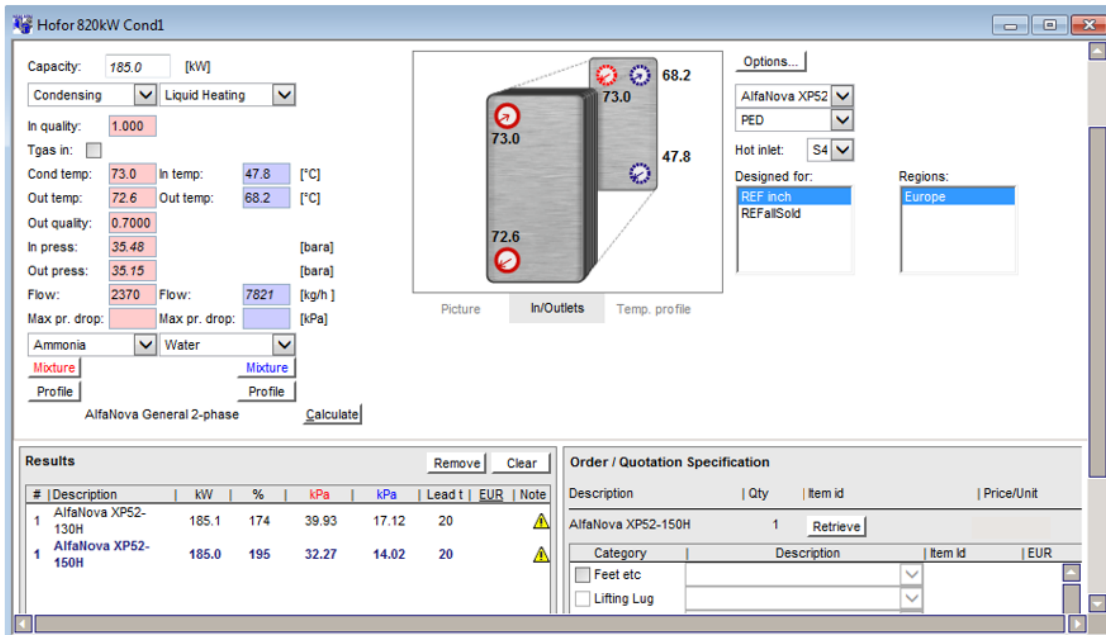 Hofor 820kW Cond1
Capacity: 185.0 [kW]
Condensing Liquid Heating
In quality: 1.000
Tgas in:
Cond temp: 73.0 In temp: 47.8 [°C]
Out temp: 72.6 Out temp: 68.2 [°C]
Out quality: 0.7000
In press: 35.48 [bara]
Out press: 35.15 [bara]
Flow: 2370 Flow: 7821 [kg/h ]
Max pr. drop: Max pr. drop: [kPa]
Ammonia Water
Mixture Mixture
Profile Profile
AlfaNova General 2-phase Calculate
68.2
73.0
73.0
47.8
72.6
Picture In/Outlets Temp. profile
Options...
AlfaNova XP52
PED
Hot inlet: S4
Designed for: Regions:
REF inch Europe
REFallSold
Results Remove Clear
# |Description | kW | % | kPa | kPa | Lead t | EUR | Note
1 AlfaNova XP52-130H 185.1 174 39.93 17.12 20
1 AlfaNova XP52-150H 185.0 195 32.27 14.02 20
Order / Quotation Specification
Description | Qty | Item id | Price/Unit
AlfaNova XP52-150H 1 Retrieve
Category | Description | Item Id | EUR
Feet etc
Lifting Lug